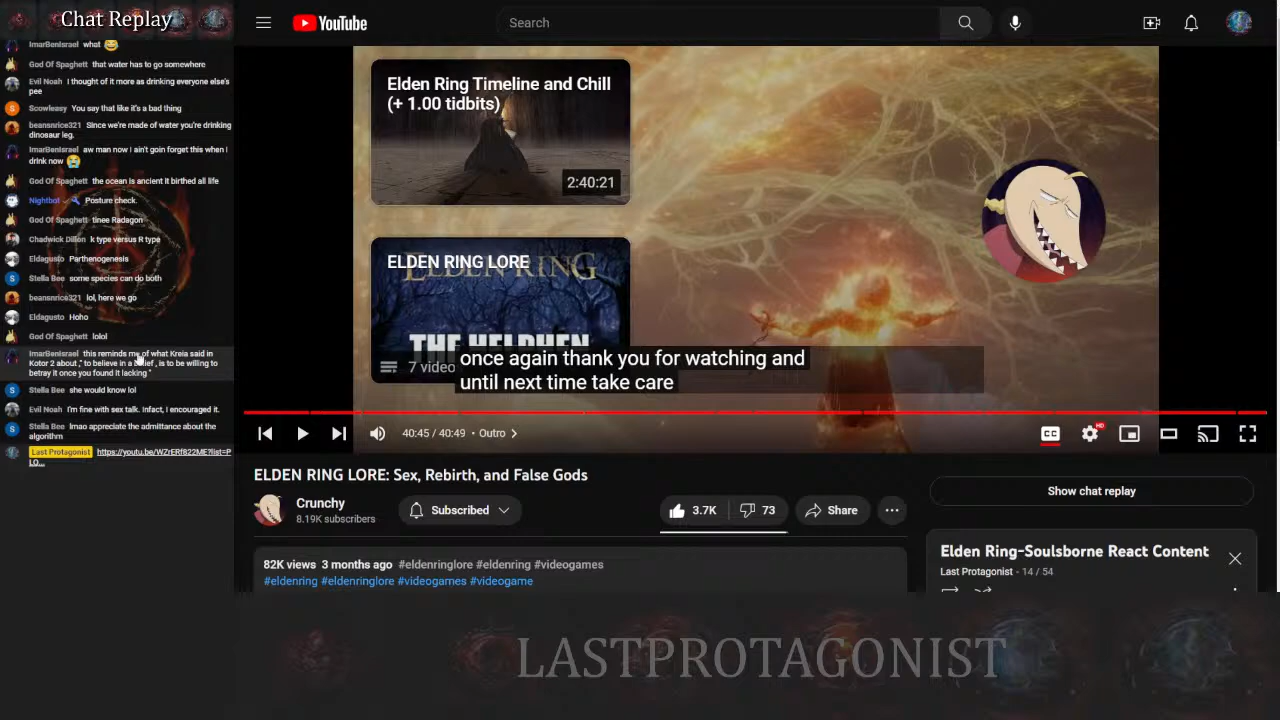 Chat Replay
ImarBenIsrael what 😂
God Of Spaghett that water has to go somewhere
Evil Noah I thought of it more as drinking everyone else's
pee
Scowleasy You say that like it's a bad thing
beansnrice321 Since we're made of water you're drinking
dinosaur leg.
ImarBenIsrael aw man now I ain't goin forget this when I
drink now 😭
God Of Spaghett the ocean is ancient it birthed all life
Nightbot Posture check.
God Of Spaghett tinee Radagon
Chadwick Dillon k type versus R type
Eldagusto Parthenogenesis
Stella Bee some species can do both
beansnrice321 lol, here we go
Eldagusto Hoho
God Of Spaghett lolol
ImarBenIsrael this reminds my of what Kreia said in
Kotor 2 about ," to believe in a belief , is to be willing to
betray it once you found it lacking "
Stella Bee she would know lol
Evil Noah I'm fine with sex talk. Infact, I encouraged it.
Stella Bee lmao appreciate the admittance about the
algorithm
Last Protagonist https://youtu.be/WZrERf822ME?list=P
LO...
YouTube
Search
Elden Ring Timeline and Chill
(+ 1.00 tidbits)
2:40:21
ELDEN RING LORE
ELDEN RING
7 video
once again thank you for watching and
until next time take care
40:45 / 40:49 • Outro
CC
HD
ELDEN RING LORE: Sex, Rebirth, and False Gods
Crunchy
8.19K subscribers
Subscribed
3.7K
73
Share
82K views 3 months ago #eldenringlore #eldenring #videogames
#eldenring #eldenringlore #videogames #videogame
Show chat replay
Elden Ring-Soulsborne React Content
Last Protagonist - 14 / 54
LASTPROTAGONIST